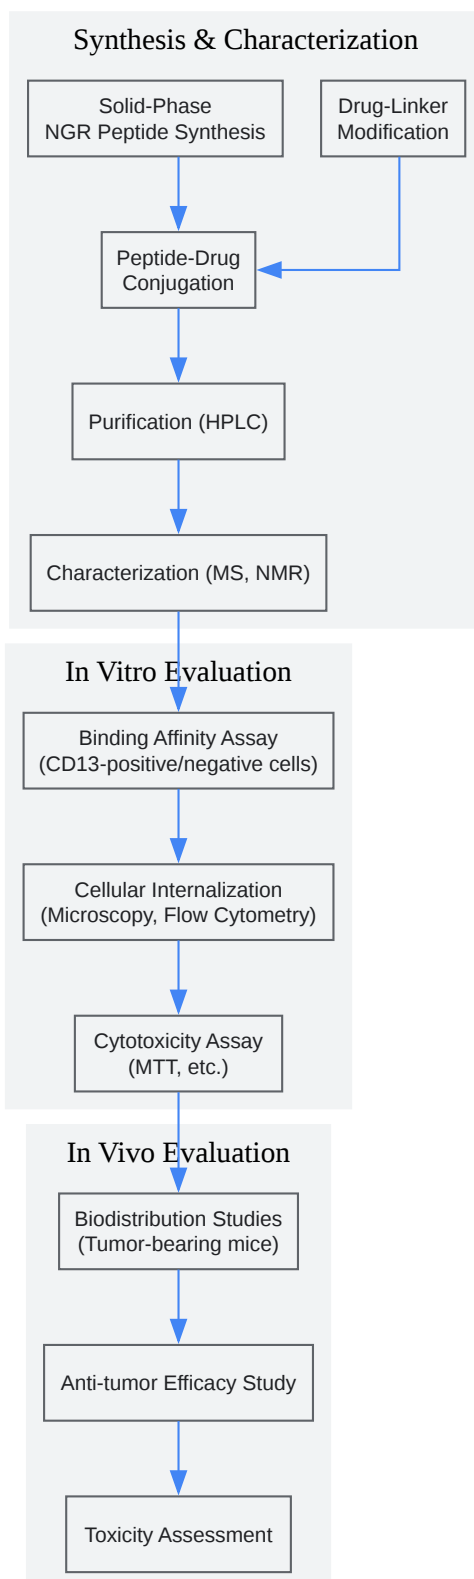 Synthesis & Characterization
Solid-Phase
NGR Peptide Synthesis
Drug-Linker
Modification
Peptide-Drug
Conjugation
Purification (HPLC)
Characterization (MS, NMR)
In Vitro Evaluation
Binding Affinity Assay
(CD13-positive/negative cells)
Cellular Internalization
(Microscopy, Flow Cytometry)
Cytotoxicity Assay
(MTT, etc.)
In Vivo Evaluation
Biodistribution Studies
(Tumor-bearing mice)
Anti-tumor Efficacy Study
Toxicity Assessment